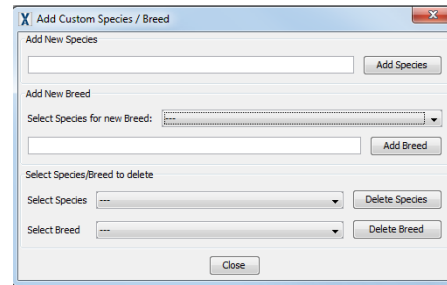 X Add Custom Species / Breed
Add New Species
Add Species
Add New Breed
Select Species for new Breed: ---
Add Breed
Select Species/Breed to delete
Select Species --- Delete Species
Select Breed --- Delete Breed
Close